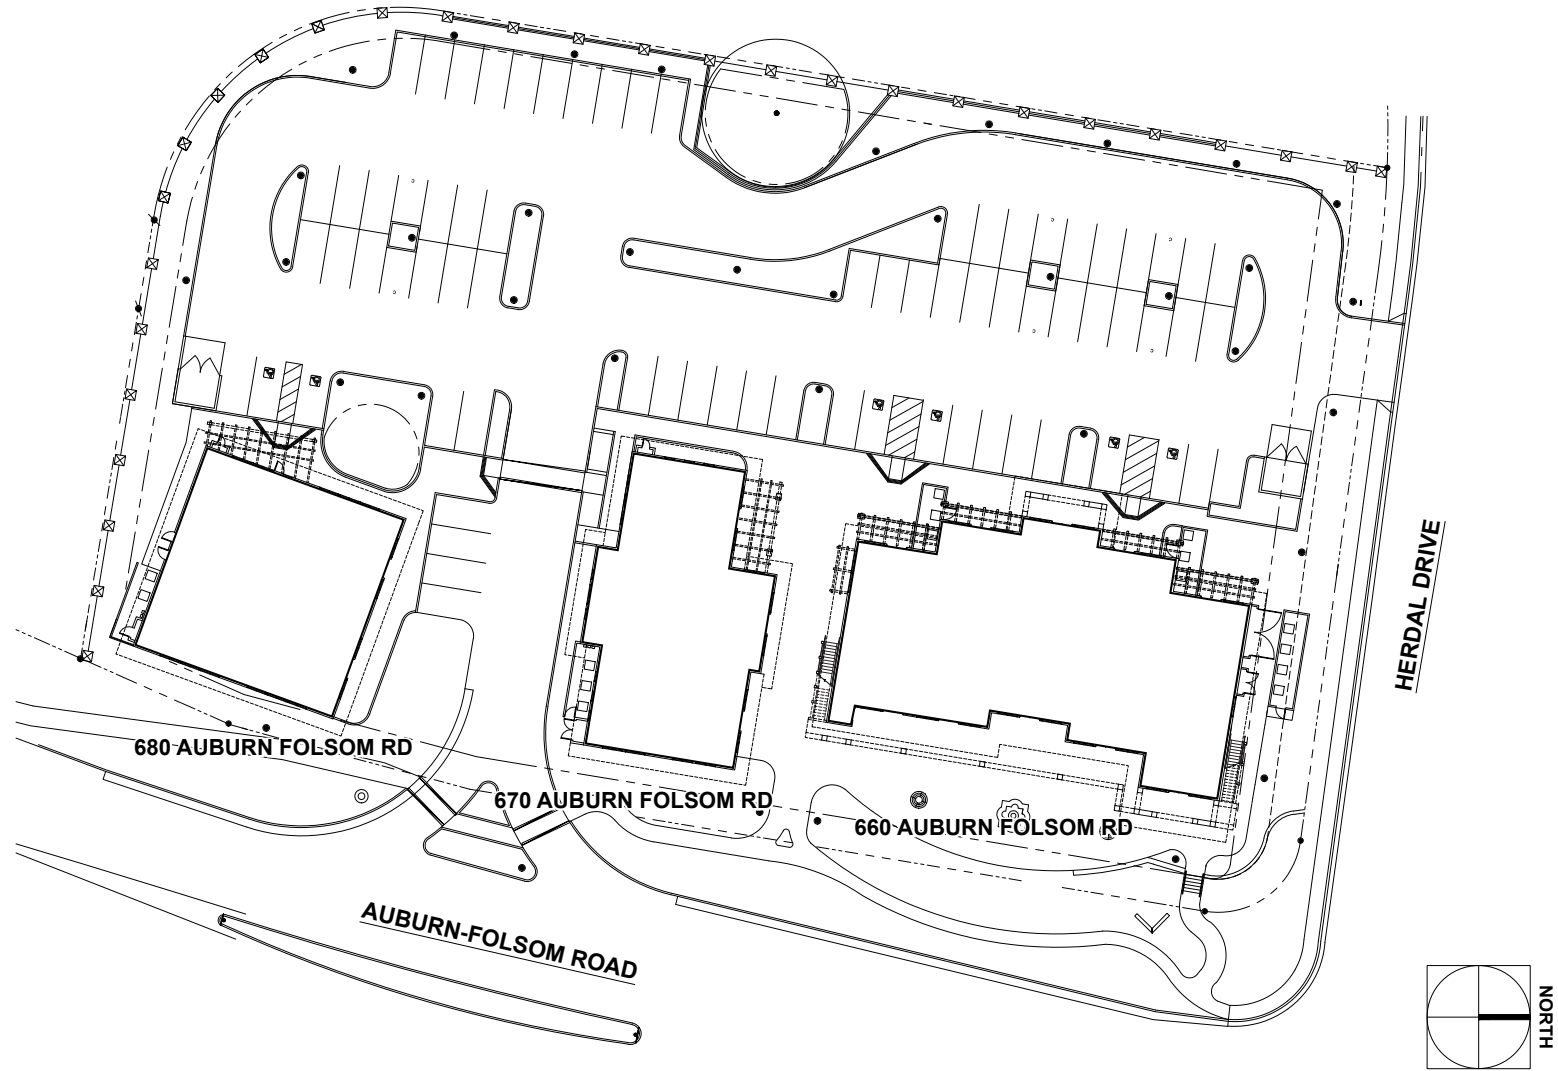 680 AUBURN FOLSOM RD
670 AUBURN FOLSOM RD
660 AUBURN FOLSOM RD
HERDAL DRIVE
AUBURN-FOLSOM ROAD
NORTH